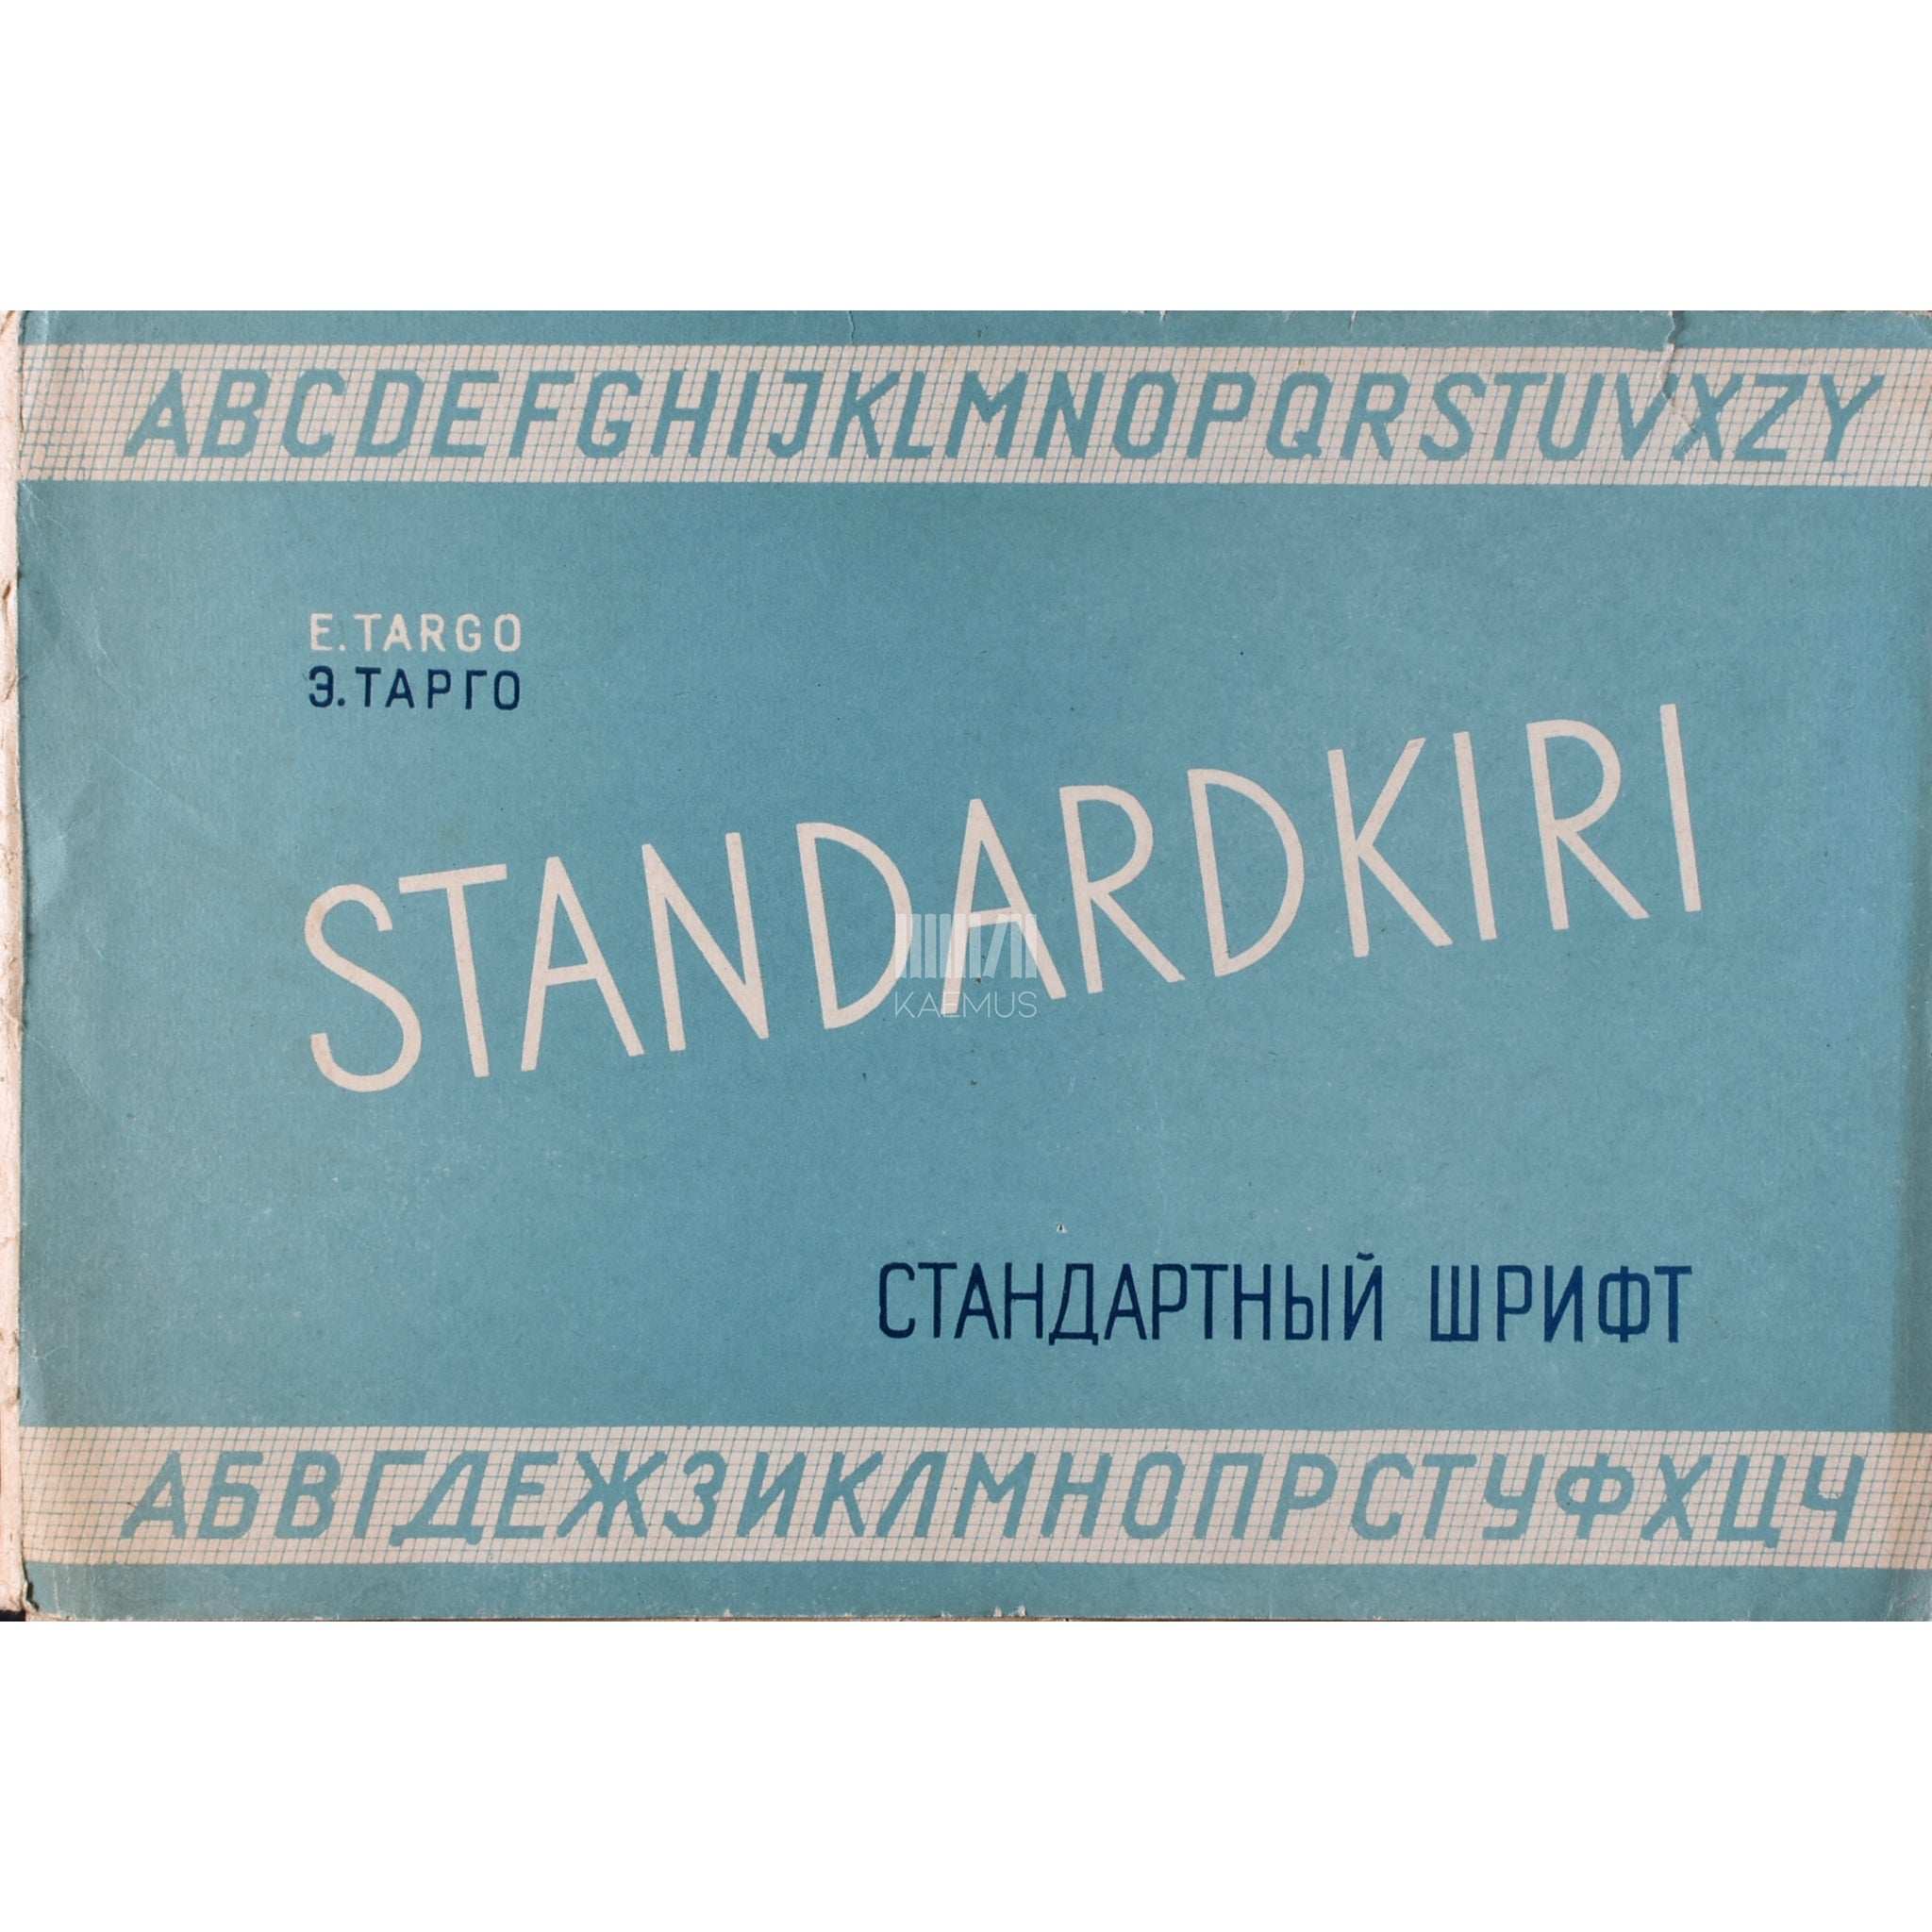 ABCDEFGHIJKLMNOPQRSTUVXZY
E. TARGO
Э. ТАРГО
STANDARDKIRI
KAEMUS
СТАНДАРТНЫЙ ШРИФТ
АБВГДЕЖЗИКЛМНОПРСТУФХЦЧ